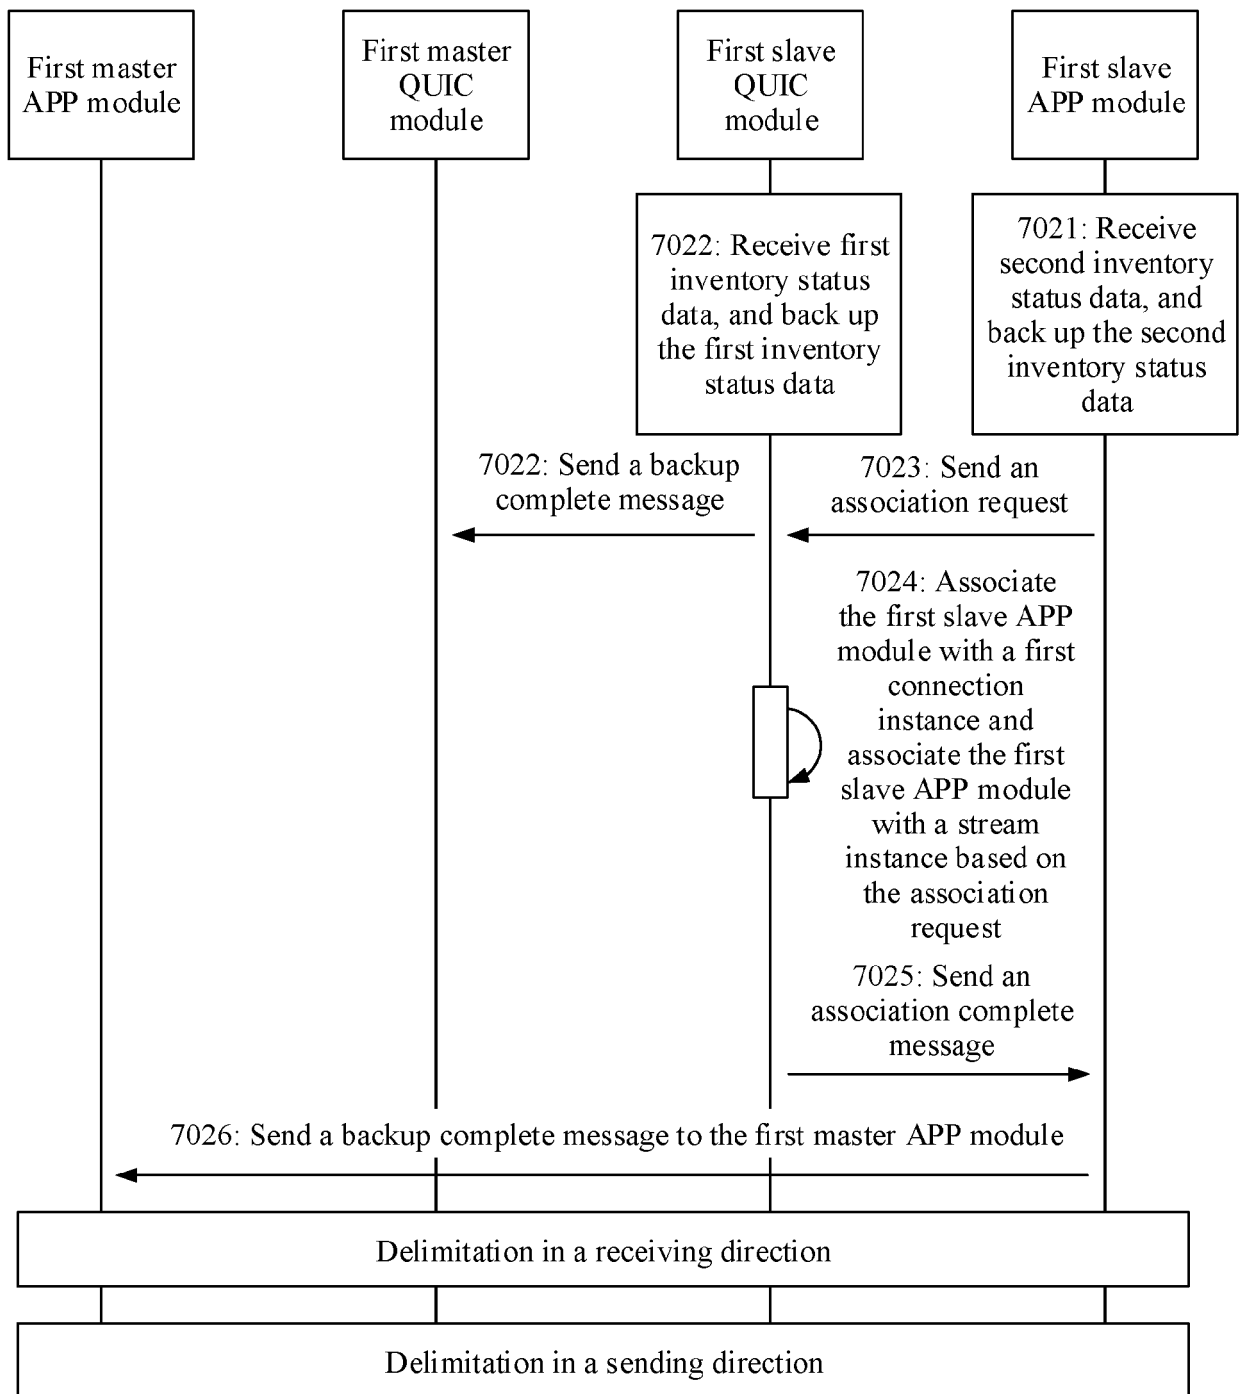 First master
APP module
First master
QUIC
module
First slave
QUIC
module
First slave
APP module
7022: Receive first
inventory status
data, and back up
the first inventory
status data
7021: Receive
second inventory
status data, and
back up the second
inventory status
data
7022: Send a backup
complete message
7023: Send an
association request
7024: Associate
the first slave APP
module with a first
connection
instance and
associate the first
slave APP module
with a stream
instance based on
the association
request
7025: Send an
association complete
message
7026: Send a backup complete message to the first master APP module
Delimitation in a receiving direction
Delimitation in a sending direction